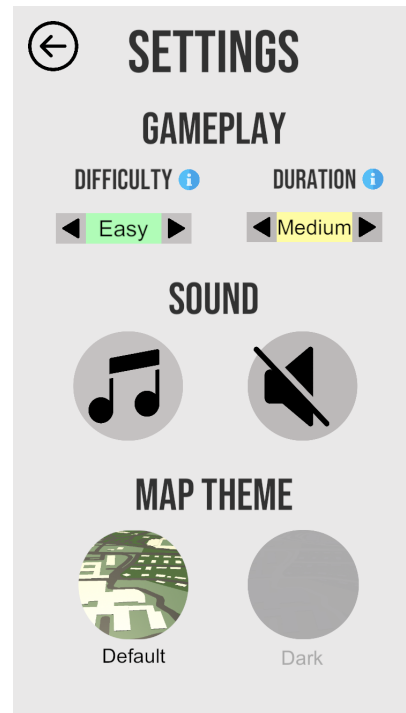 SETTINGS
GAMEPLAY
DIFFICULTY i DURATION i
Easy Medium
SOUND
MAP THEME
Default Dark